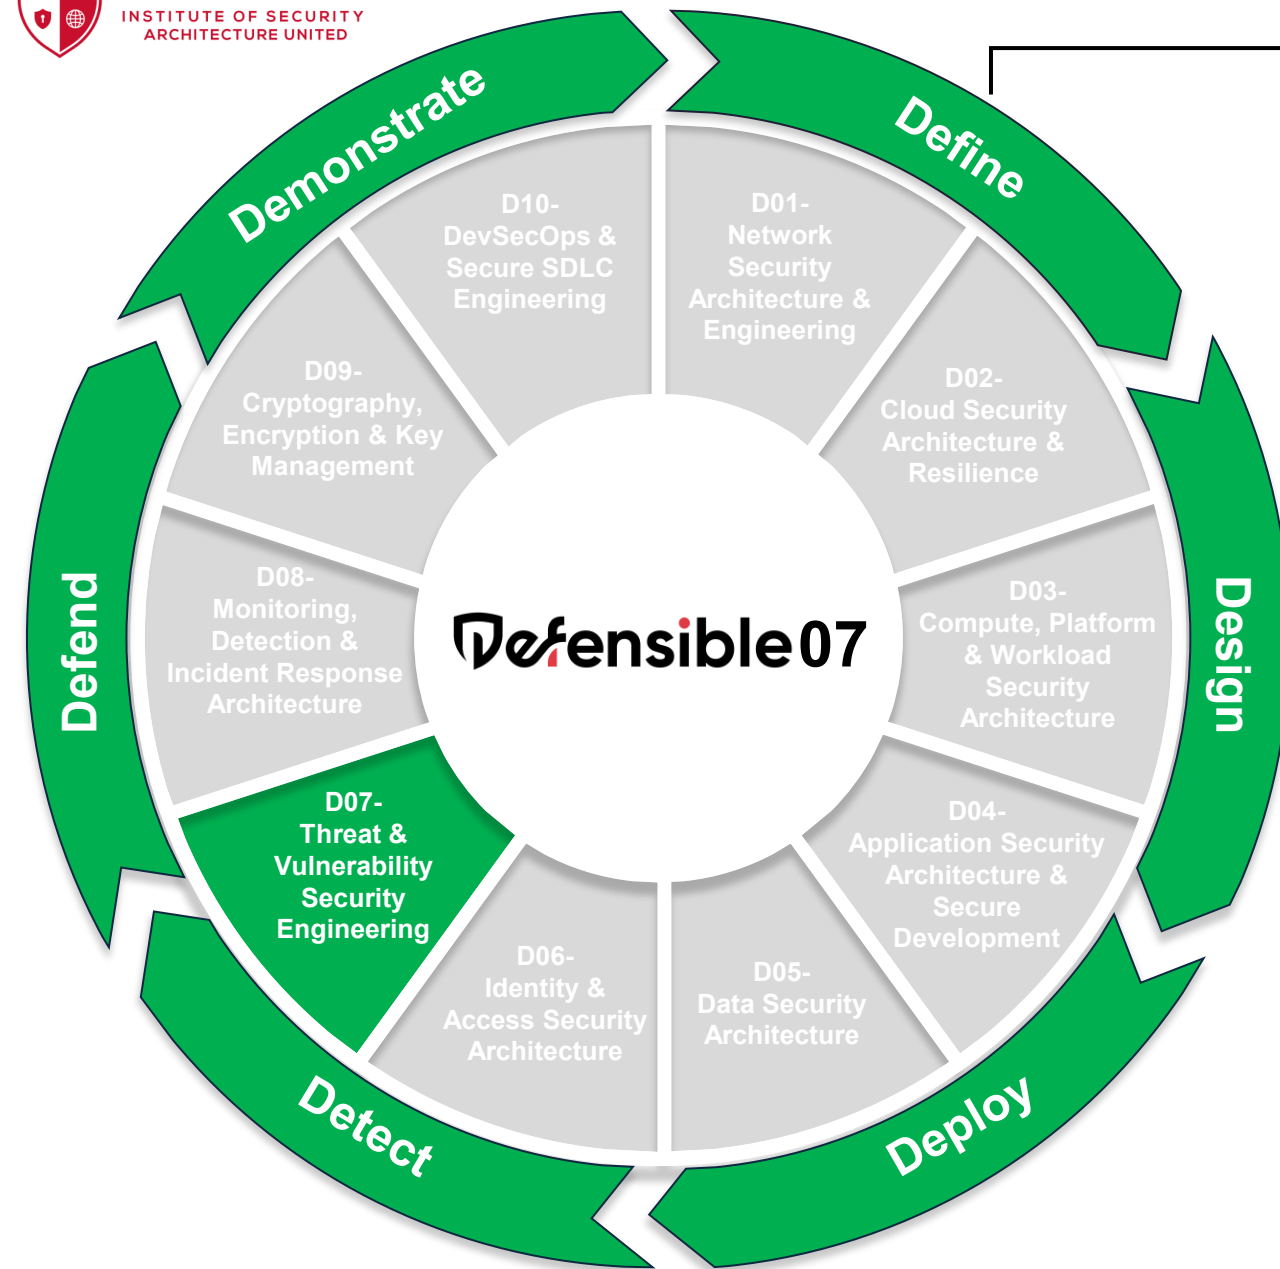 INSTITUTE OF SECURITY
ARCHITECTURE UNITED
Demonstrate
Define
Design
Deploy
Detect
Defend
D10-
DevSecOps &
Secure SDLC
Engineering
D01-
Network
Security
Architecture &
Engineering
D02-
Cloud Security
Architecture &
Resilience
D03-
Compute, Platform
& Workload
Security
Architecture
D04-
Application Security
Architecture &
Secure
Development
D05-
Data Security
Architecture
D06-
Identity &
Access Security
Architecture
D07-
Threat &
Vulnerability
Security
Engineering
D08-
Monitoring,
Detection &
Incident Response
Architecture
D09-
Cryptography,
Encryption & Key
Management
Defensible 07